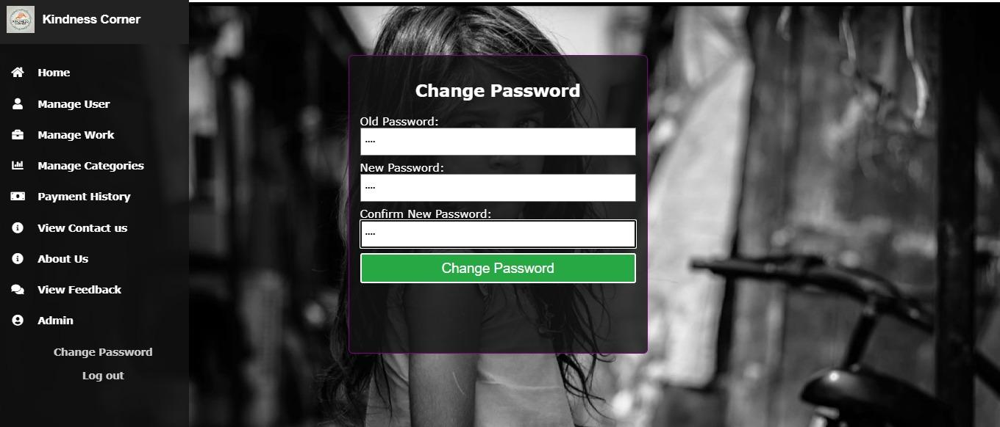 Kindness Corner
Home
Manage User
Manage Work
Manage Categories
Payment History
View Contact us
About Us
View Feedback
Admin
Change Password
Log out
Change Password
Old Password:
....
New Password:
....
Confirm New Password:
....
Change Password